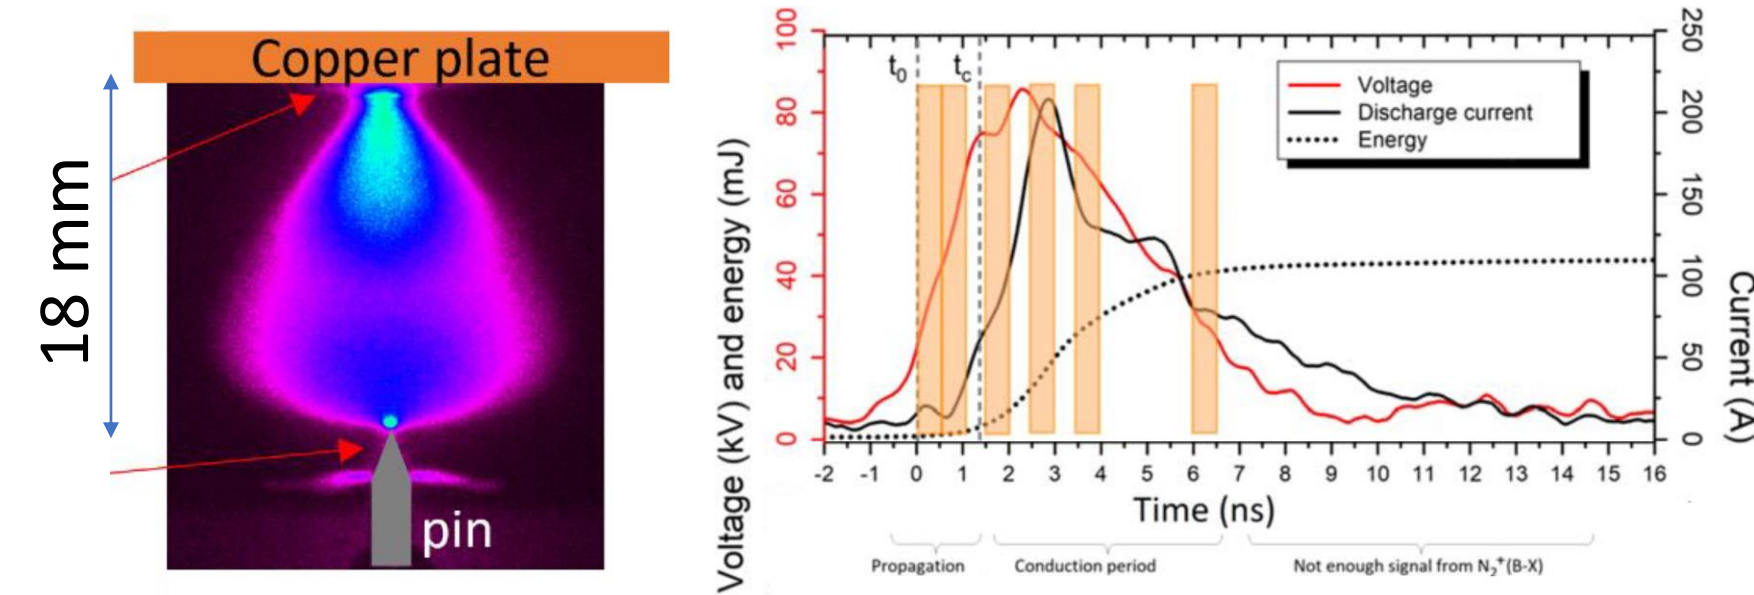 Copper plate
18 mm
pin
Voltage (kV) and energy (mJ)
100
80
60
40
20
0
t0
tc
Voltage
Discharge current
Energy
250
200
150
100
50
0
Current (A)
-2 -1 0 1 2 3 4 5 6 7 8 9 10 11 12 13 14 15 16
Time (ns)
Propagation
Conduction period
Not enough signal from N2+(B-X)